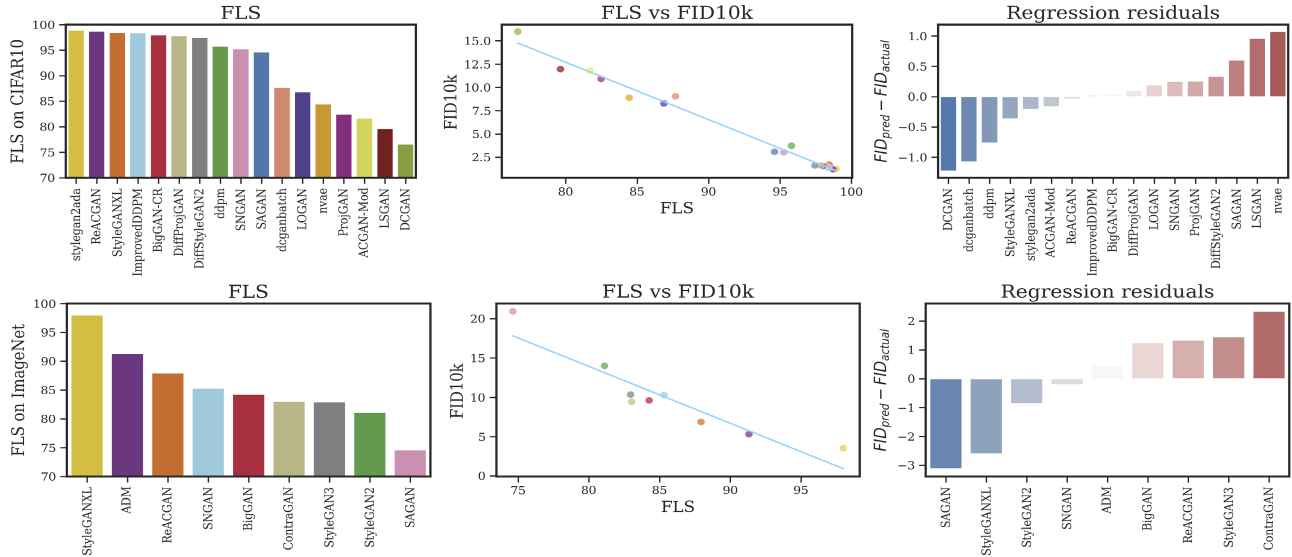 FLS
FLS vs FID10k
Regression residuals
FLS on CIFAR10
100
95
90
85
80
75
70
stylegan2ada
ReACGAN
StyleGANXL
ImprovedDDPM
BigGAN-CR
DiffProjGAN
DiffStyleGAN2
ddpm
SNGAN
SAGAN
dcganbatch
LOGAN
nvae
ProjGAN
ACGAN-Mod
LSGAN
DCGAN
FID10k
15.0
12.5
10.0
7.5
5.0
2.5
80
85
90
95
100
FLS
FID_pred − FID_actual
1.0
0.5
0.0
−0.5
−1.0
DCGAN
dcganbatch
ddpm
StyleGANXL
stylegan2ada
ACGAN-Mod
ReACGAN
ImprovedDDPM
BigGAN-CR
DiffProjGAN
LOGAN
SNGAN
ProjGAN
DiffStyleGAN2
SAGAN
LSGAN
nvae
FLS
FLS vs FID10k
Regression residuals
FLS on ImageNet
100
95
90
85
80
75
70
StyleGANXL
ADM
ReACGAN
SNGAN
BigGAN
ContraGAN
StyleGAN3
StyleGAN2
SAGAN
FID10k
20
15
10
5
0
75
80
85
90
95
FLS
FID_pred − FID_actual
2
1
0
−1
−2
−3
SAGAN
StyleGANXL
StyleGAN2
SNGAN
ADM
BigGAN
ReACGAN
StyleGAN3
ContraGAN